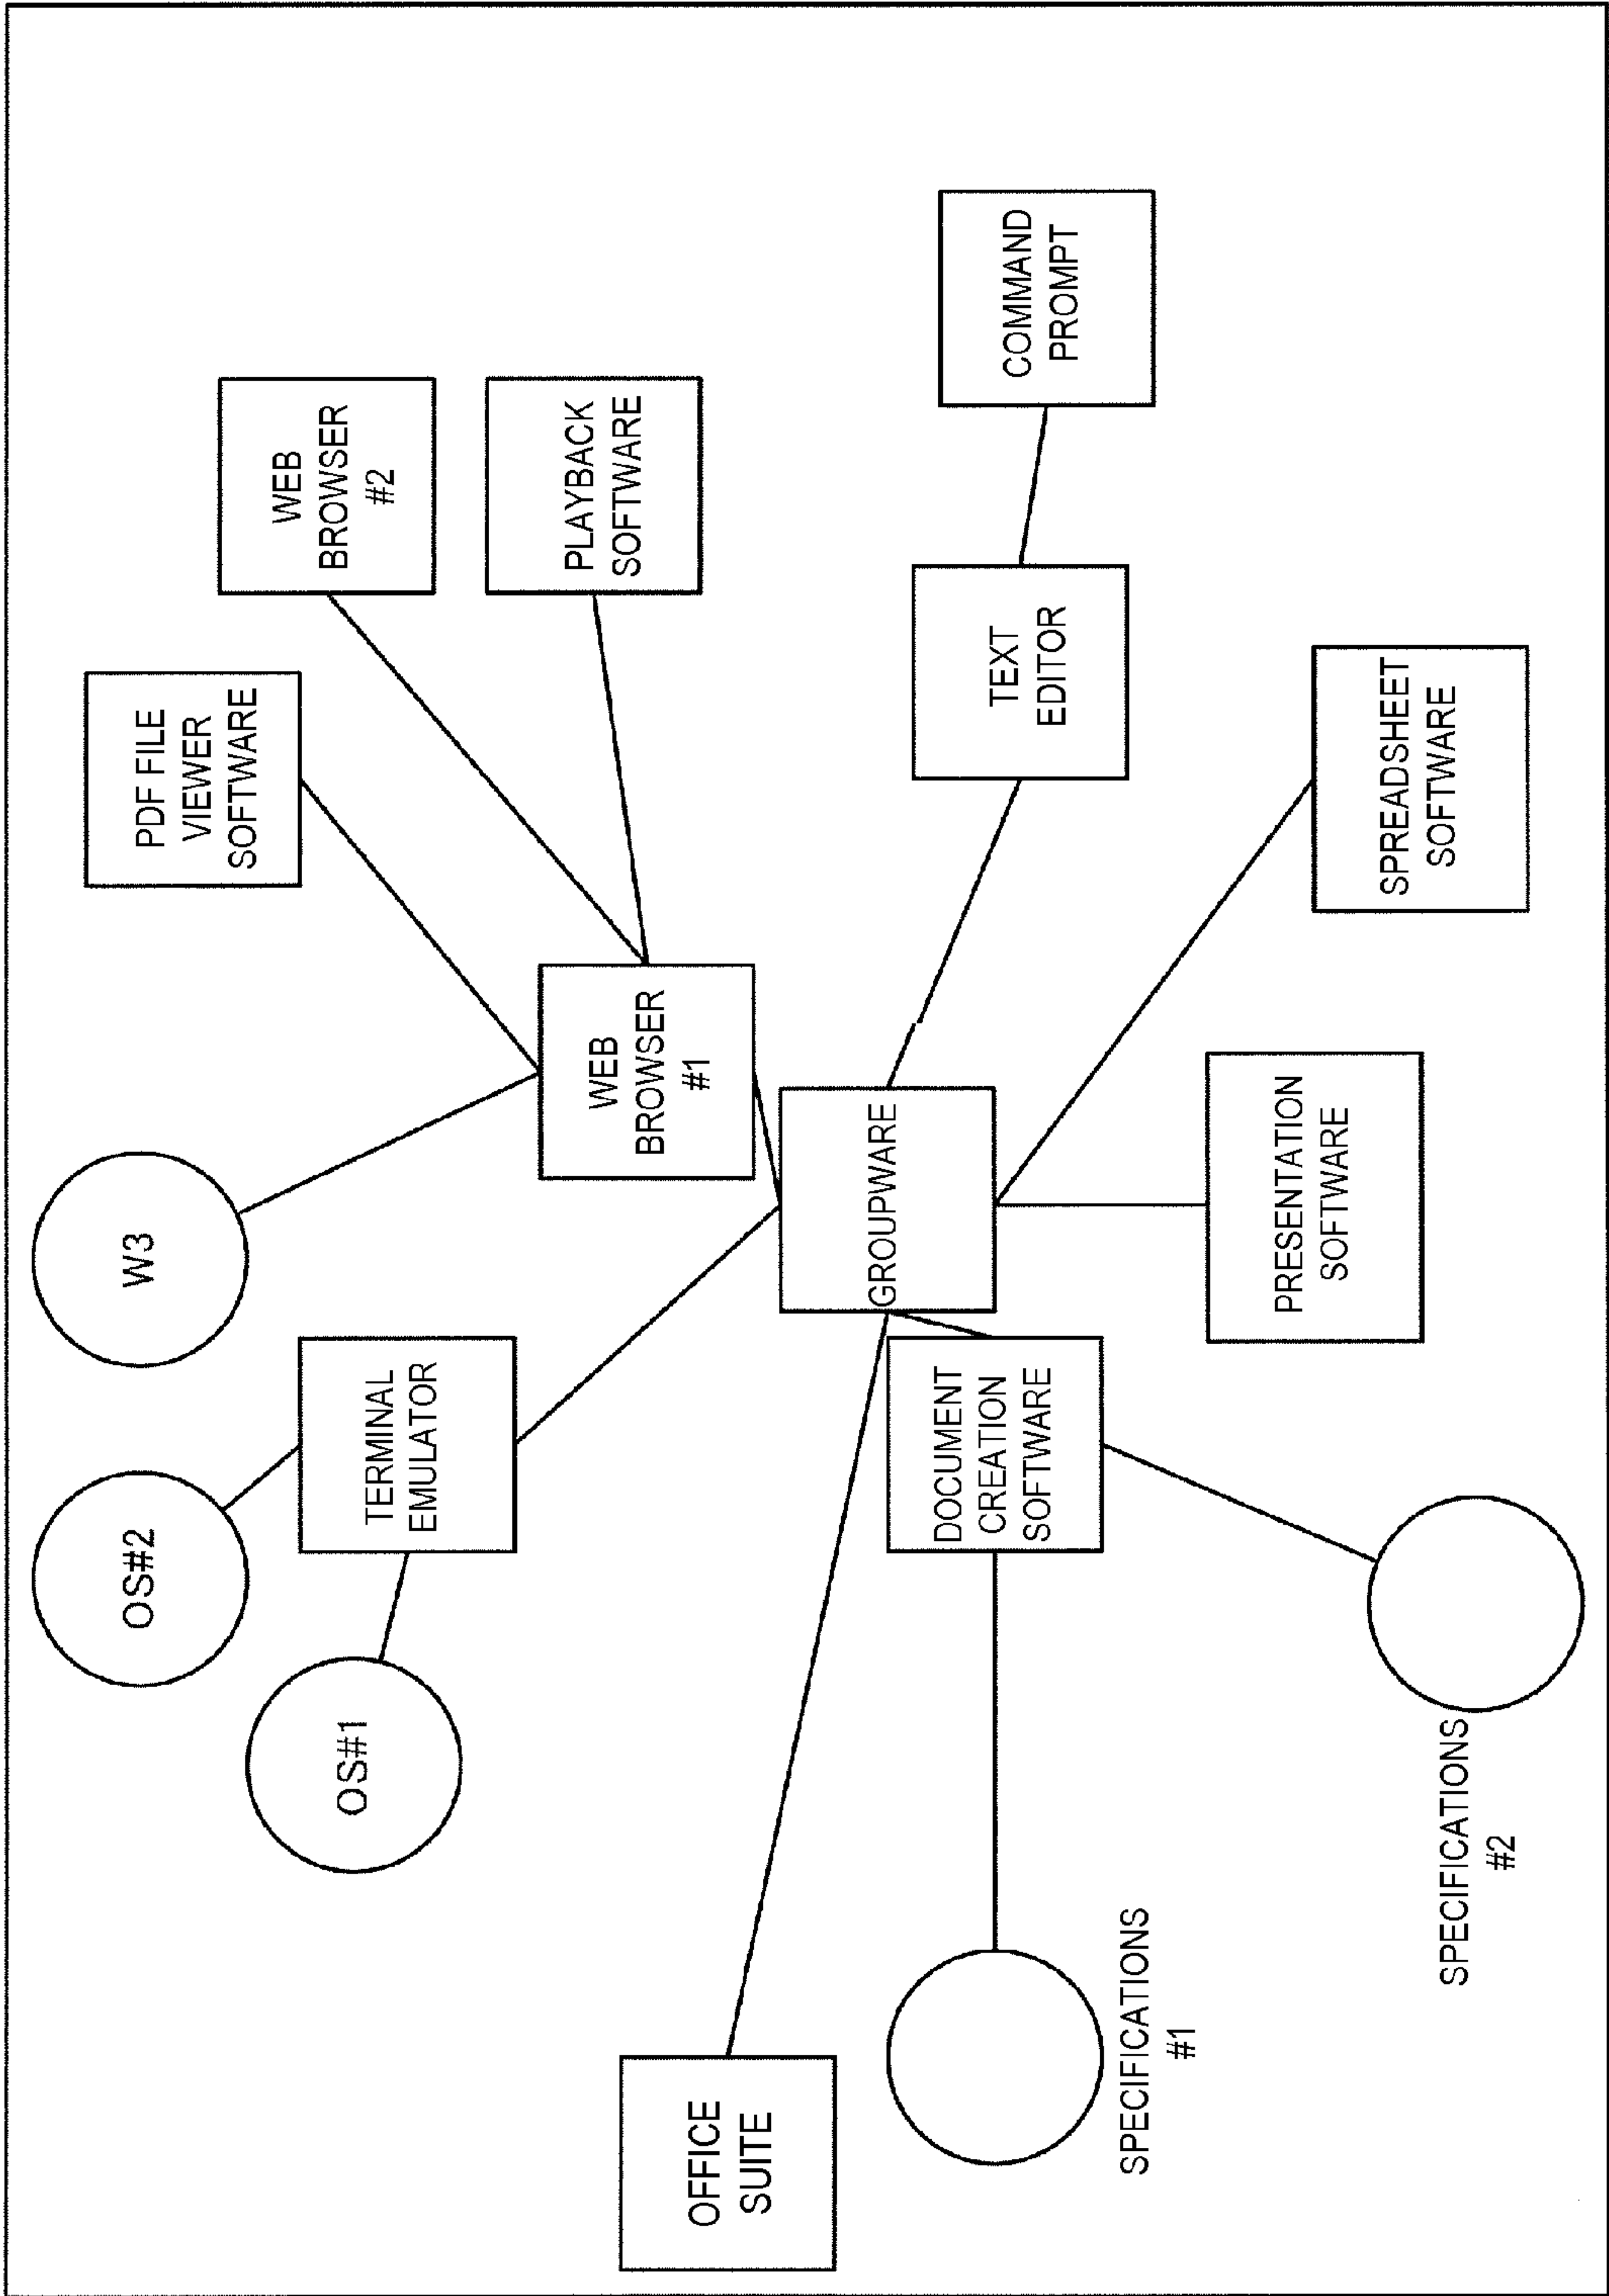 OS#2
W3
PDF FILE
VIEWER
SOFTWARE
OS#1
TERMINAL
EMULATOR
WEB
BROWSER
#2
WEB
BROWSER
#1
PLAYBACK
SOFTWARE
OFFICE
SUITE
GROUPWARE
DOCUMENT
CREATION
SOFTWARE
TEXT
EDITOR
COMMAND
PROMPT
SPECIFICATIONS
#1
PRESENTATION
SOFTWARE
SPREADSHEET
SOFTWARE
SPECIFICATIONS
#2